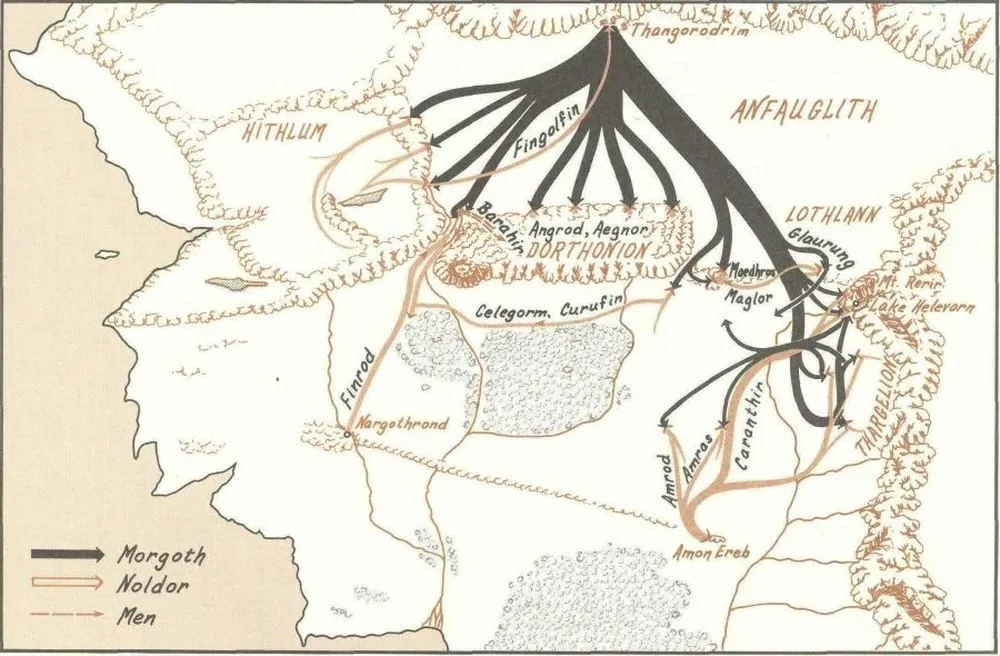 Thangorodrim
ANFAUGLITH
HITHLUM
Fingolfin
LOTHLANN
Glaurung
Barahir
Angrod, Aegnor
DORTHONION
Maedhros
Maglor
Mt. Rerir
Lake Helevorn
Celegorm, Curufin
Finrod
Nargothrond
Caranthir
THARGELION
Amrod
Amras
Amon Ereb
Morgoth
Noldor
Men